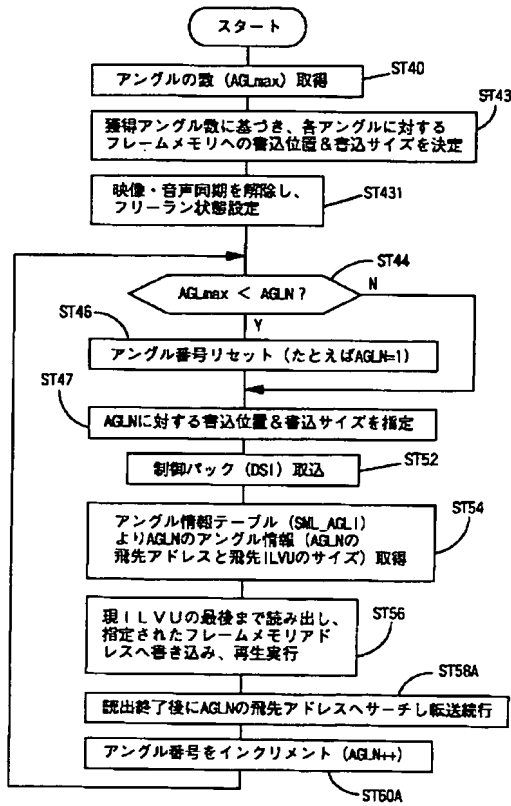 スタート
ST40
アングルの数 (AGLmax) 取得
ST43
獲得アングル数に基づき、各アングルに対する
フレームメモリへの書込位置&書込サイズを決定
映像・音声同期を解除し、
フリーラン状態設定
ST431
ST44
AGLmax < AGLN ?
N
ST46
Y
アングル番号リセット (たとえばAGLN=1)
ST47
AGLNに対する書込位置&書込サイズを指定
制御パック (DSI) 取込
ST52
アングル情報テーブル (SML_AGLI)
よりAGLNのアングル情報 (AGLNの
飛先アドレスと飛先ILVUのサイズ) 取得
ST54
現ILVUの最後まで読み出し、
指定されたフレームメモリアド
レスへ書き込み、再生実行
ST56
ST58A
読出終了後にAGLNの飛先アドレスへサーチし転送続行
アングル番号をインクリメント (AGLN++)
ST60A